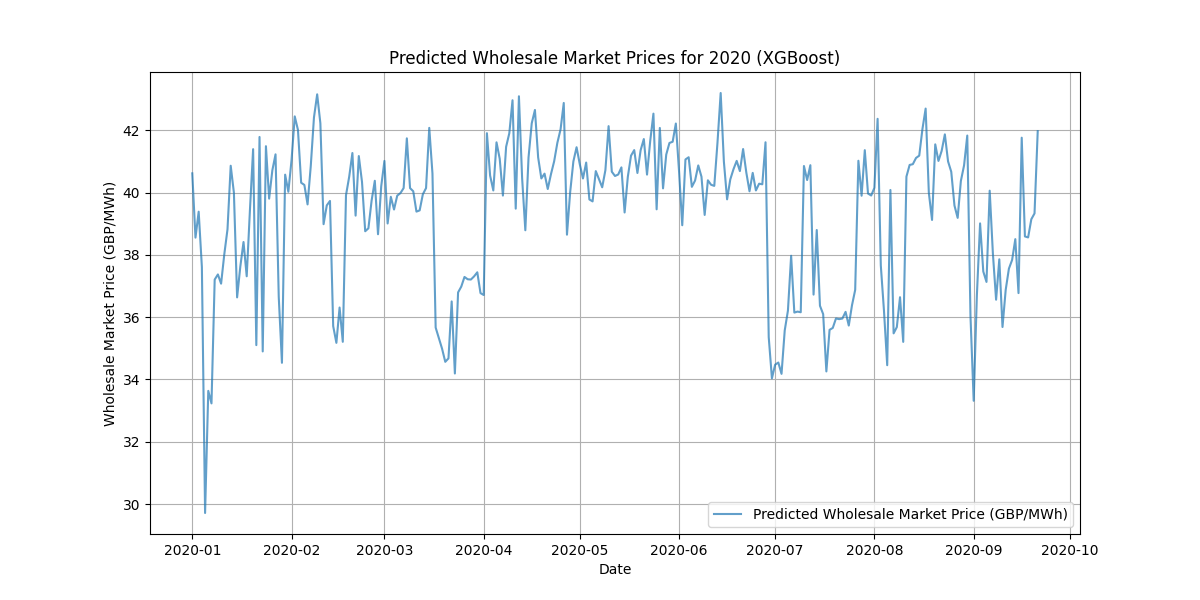 Predicted Wholesale Market Prices for 2020 (XGBoost)
Wholesale Market Price (GBP/MWh)
42
40
38
36
34
32
30
Predicted Wholesale Market Price (GBP/MWh)
2020-01 2020-02 2020-03 2020-04 2020-05 2020-06 2020-07 2020-08 2020-09 2020-10
Date